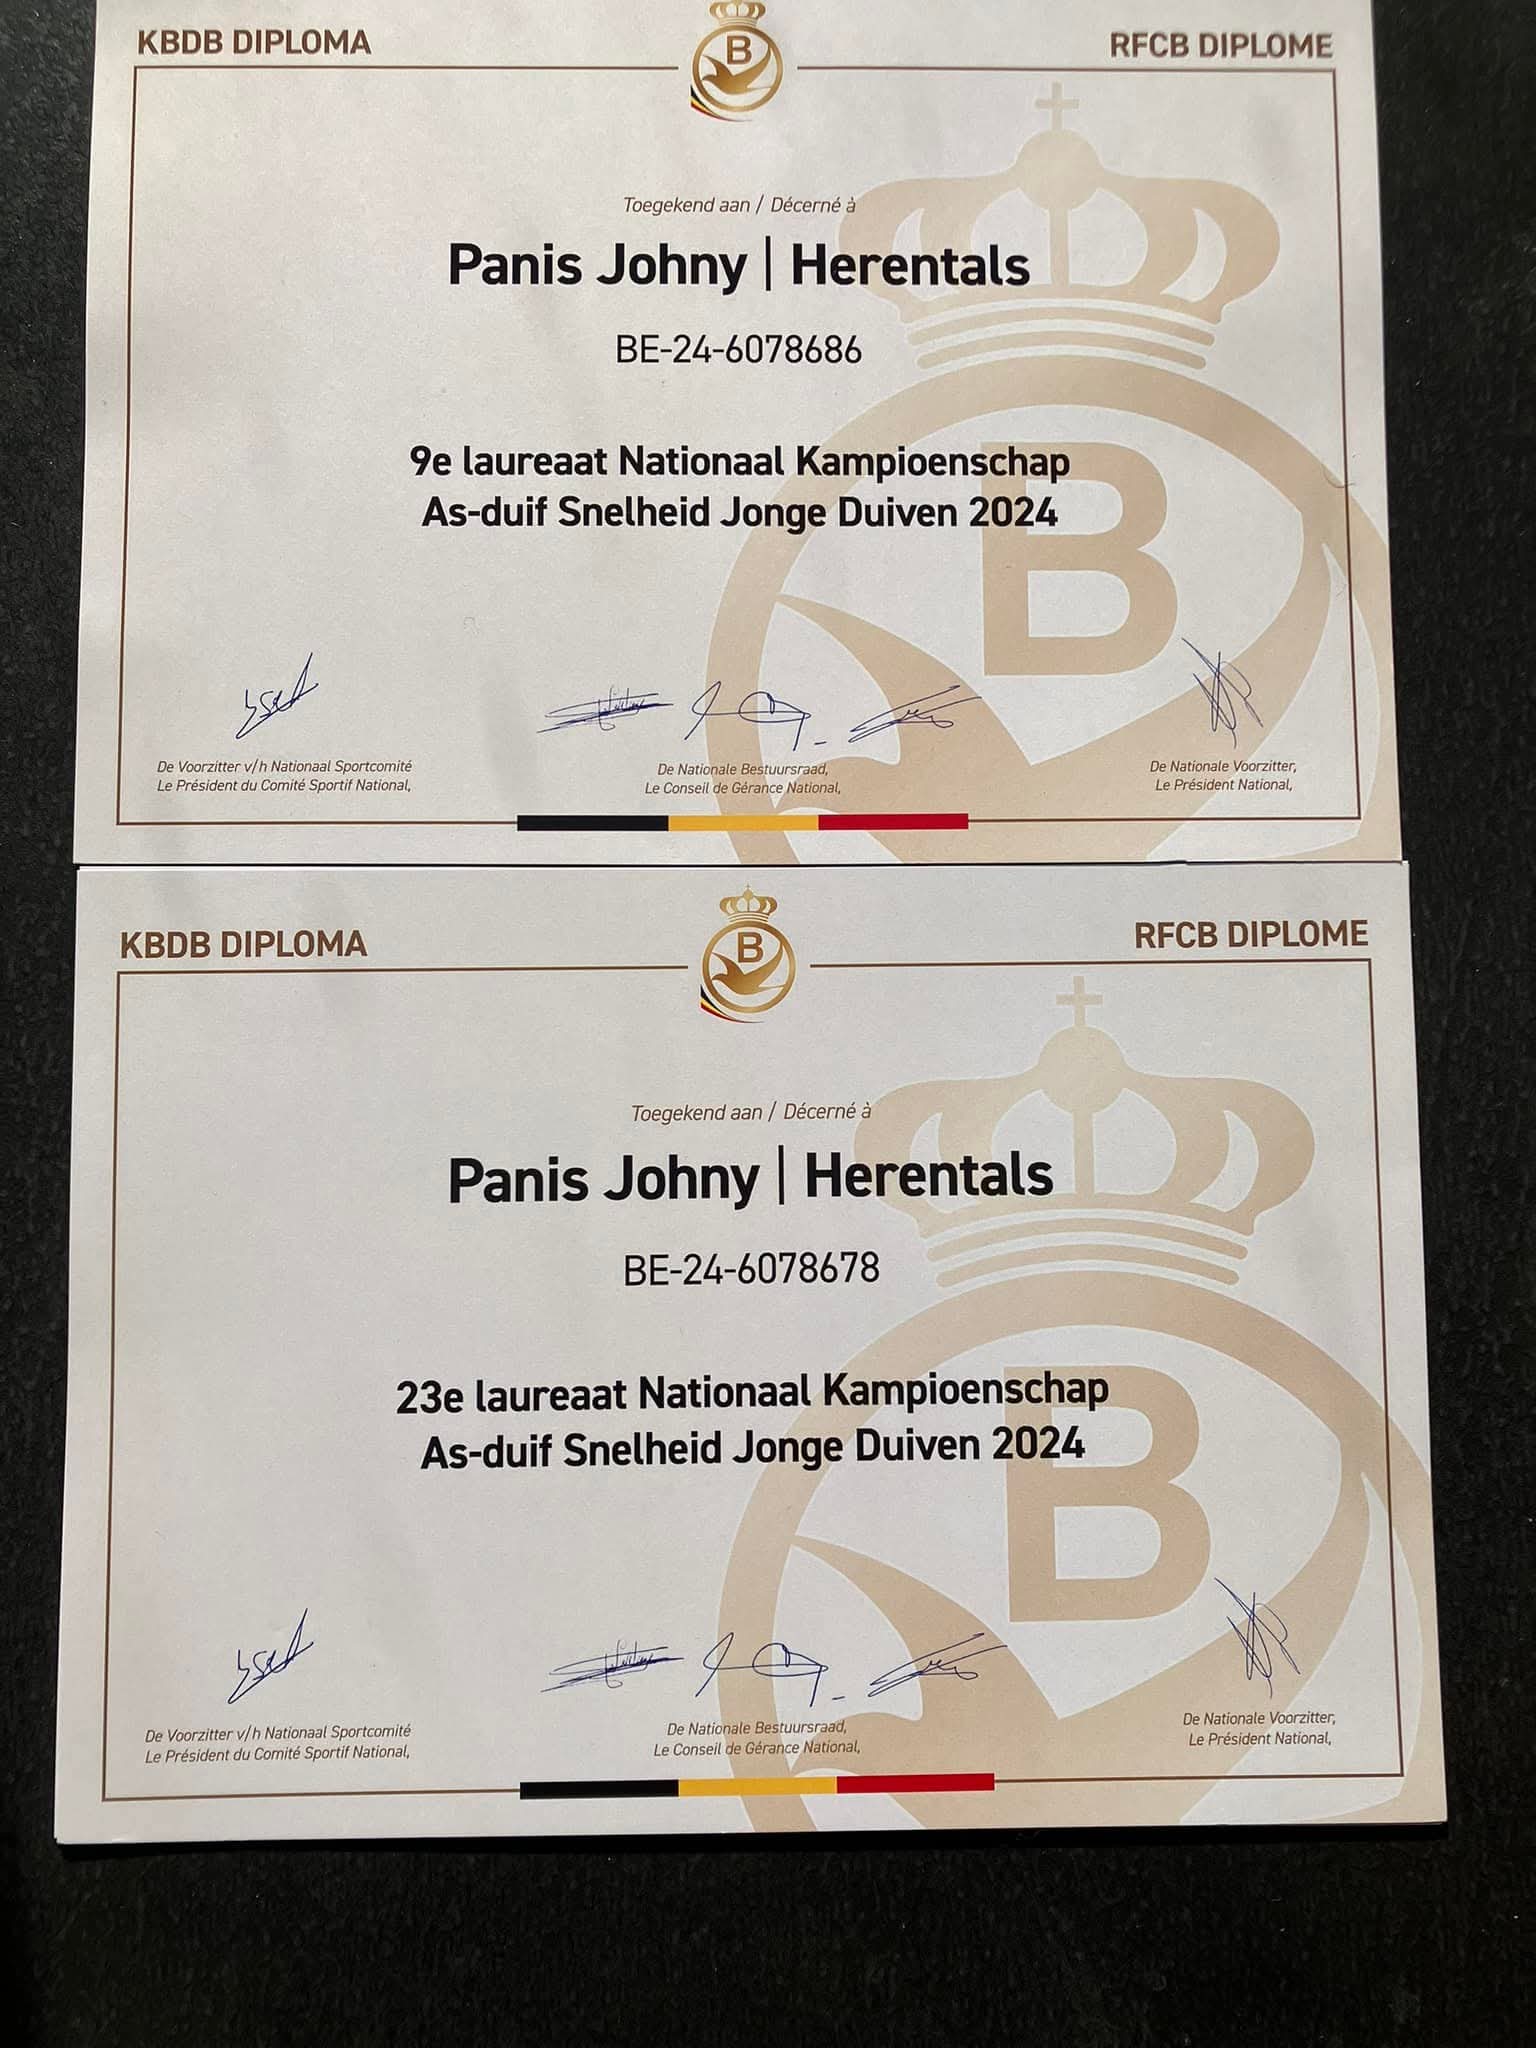 KBDB DIPLOMA
B
RFCB DIPLOME
Toegekend aan / Décerné à
Panis Johny | Herentals
BE-24-6078686
9e laureaat Nationaal Kampioenschap
As-duif Snelheid Jonge Duiven 2024
B
De Voorzitter v/h Nationaal Sportcomité
Le Président du Comité Sportif National,
De Nationale Bestuursraad,
Le Conseil de Gérance National,
De Nationale Voorzitter,
Le Président National,
KBDB DIPLOMA
B
RFCB DIPLOME
Toegekend aan / Décerné à
Panis Johny | Herentals
BE-24-6078678
23e laureaat Nationaal Kampioenschap
As-duif Snelheid Jonge Duiven 2024
B
De Voorzitter v/h Nationaal Sportcomité
Le Président du Comité Sportif National,
De Nationale Bestuursraad,
Le Conseil de Gérance National,
De Nationale Voorzitter,
Le Président National,